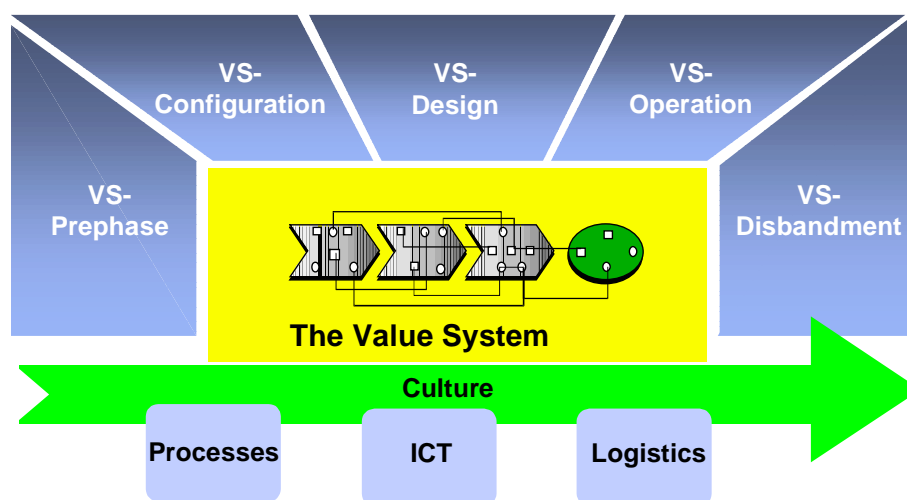 VS-
Prephase
VS-
Configuration
VS-
Design
VS-
Operation
VS-
Disbandment
The Value System
Culture
Processes
ICT
Logistics